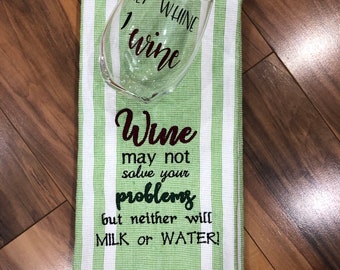 WHINE
I wine
Wine
may not
solve your
problems
but neither will
MILK or WATER!